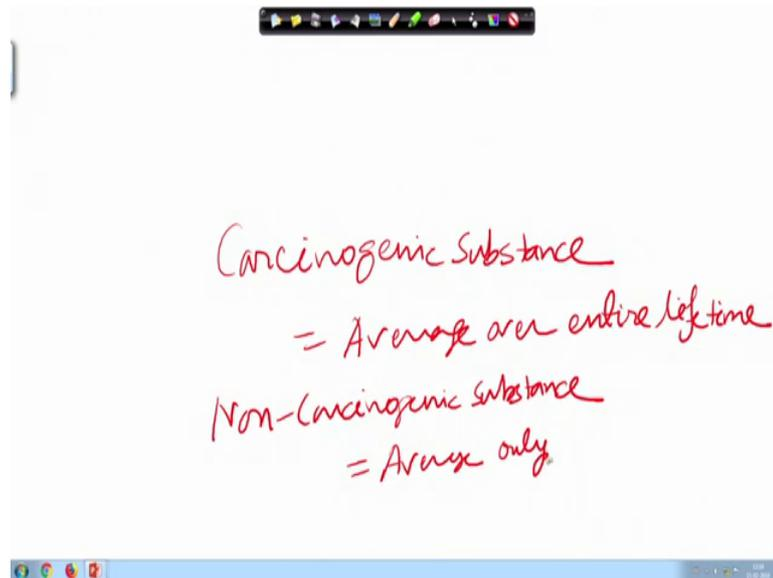 Carcinogenic substance
= Average over entire lifetime
Non-Carcinogenic substance
= Average only